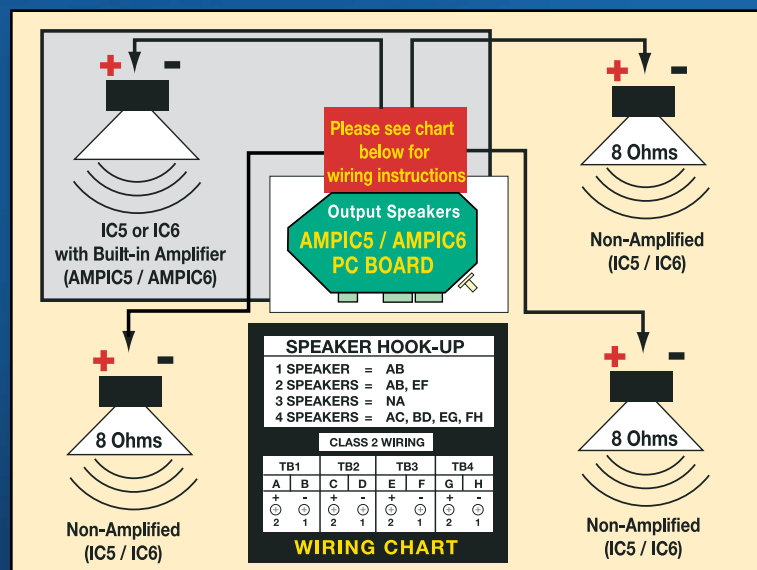 + -
+ -
Please see chart
below for
wiring instructions
8 Ohms
IC5 or IC6
with Built-in Amplifier
(AMPIC5 / AMPIC6)
Output Speakers
AMPIC5 / AMPIC6
PC BOARD
Non-Amplified
(IC5 / IC6)
+ -
8 Ohms
Non-Amplified
(IC5 / IC6)
SPEAKER HOOK-UP
1 SPEAKER = AB
2 SPEAKERS = AB, EF
3 SPEAKERS = NA
4 SPEAKERS = AC, BD, EG, FH
CLASS 2 WIRING
TB1 TB2 TB3 TB4
A B C D E F G H
+ - + - + - + -
2 1 2 1 2 1 2 1
WIRING CHART
+ -
8 Ohms
Non-Amplified
(IC5 / IC6)